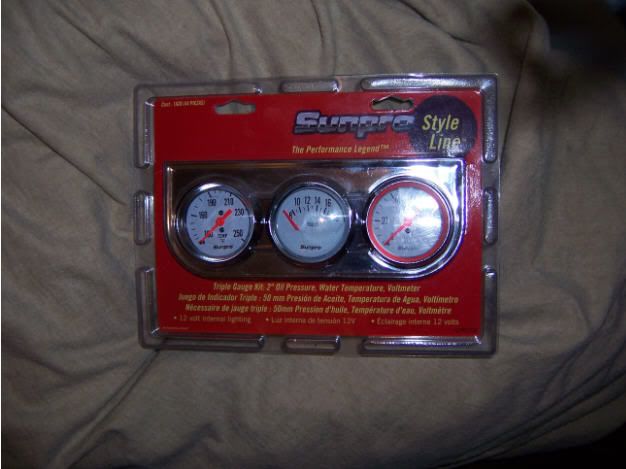 Sunpro
Style
Line
The Performance Legend™
190 210
230
250
TEMP
Sunpro
10 12 14 16
Sunpro
Triple Gauge Kit: 2" Oil Pressure, Water Temperature, Voltmeter
Juego de Indicador Triple : 50 mm Presión de Aceite, Temperatura de Agua, Voltímetro
Nécessaire de jauge triple : 50mm Pression d'huile, Température d'eau, Voltmètre
• 12 volt internal lighting • Luz interna de tensión 12V • Éclairage interne 12 volts